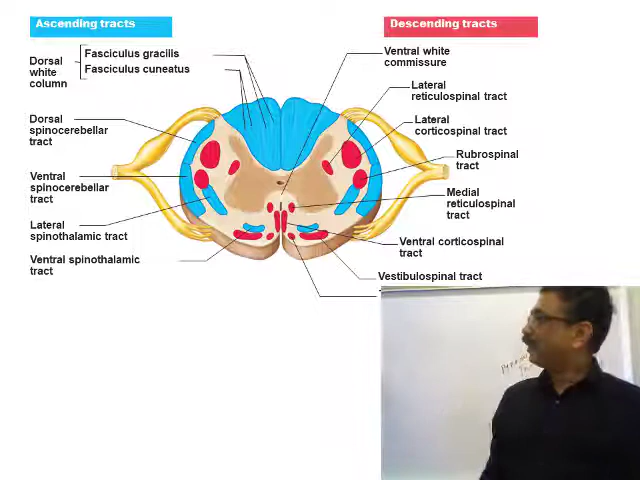 Ascending tracts
Descending tracts
Dorsal
white
column
Fasciculus gracilis
Fasciculus cuneatus
Dorsal
spinocerebellar
tract
Ventral
spinocerebellar
tract
Lateral
spinothalamic tract
Ventral spinothalamic
tract
Ventral white
commissure
Lateral
reticulospinal tract
Lateral
corticospinal tract
Rubrospinal
tract
Medial
reticulospinal
tract
Ventral corticospinal
tract
Vestibulospinal tract